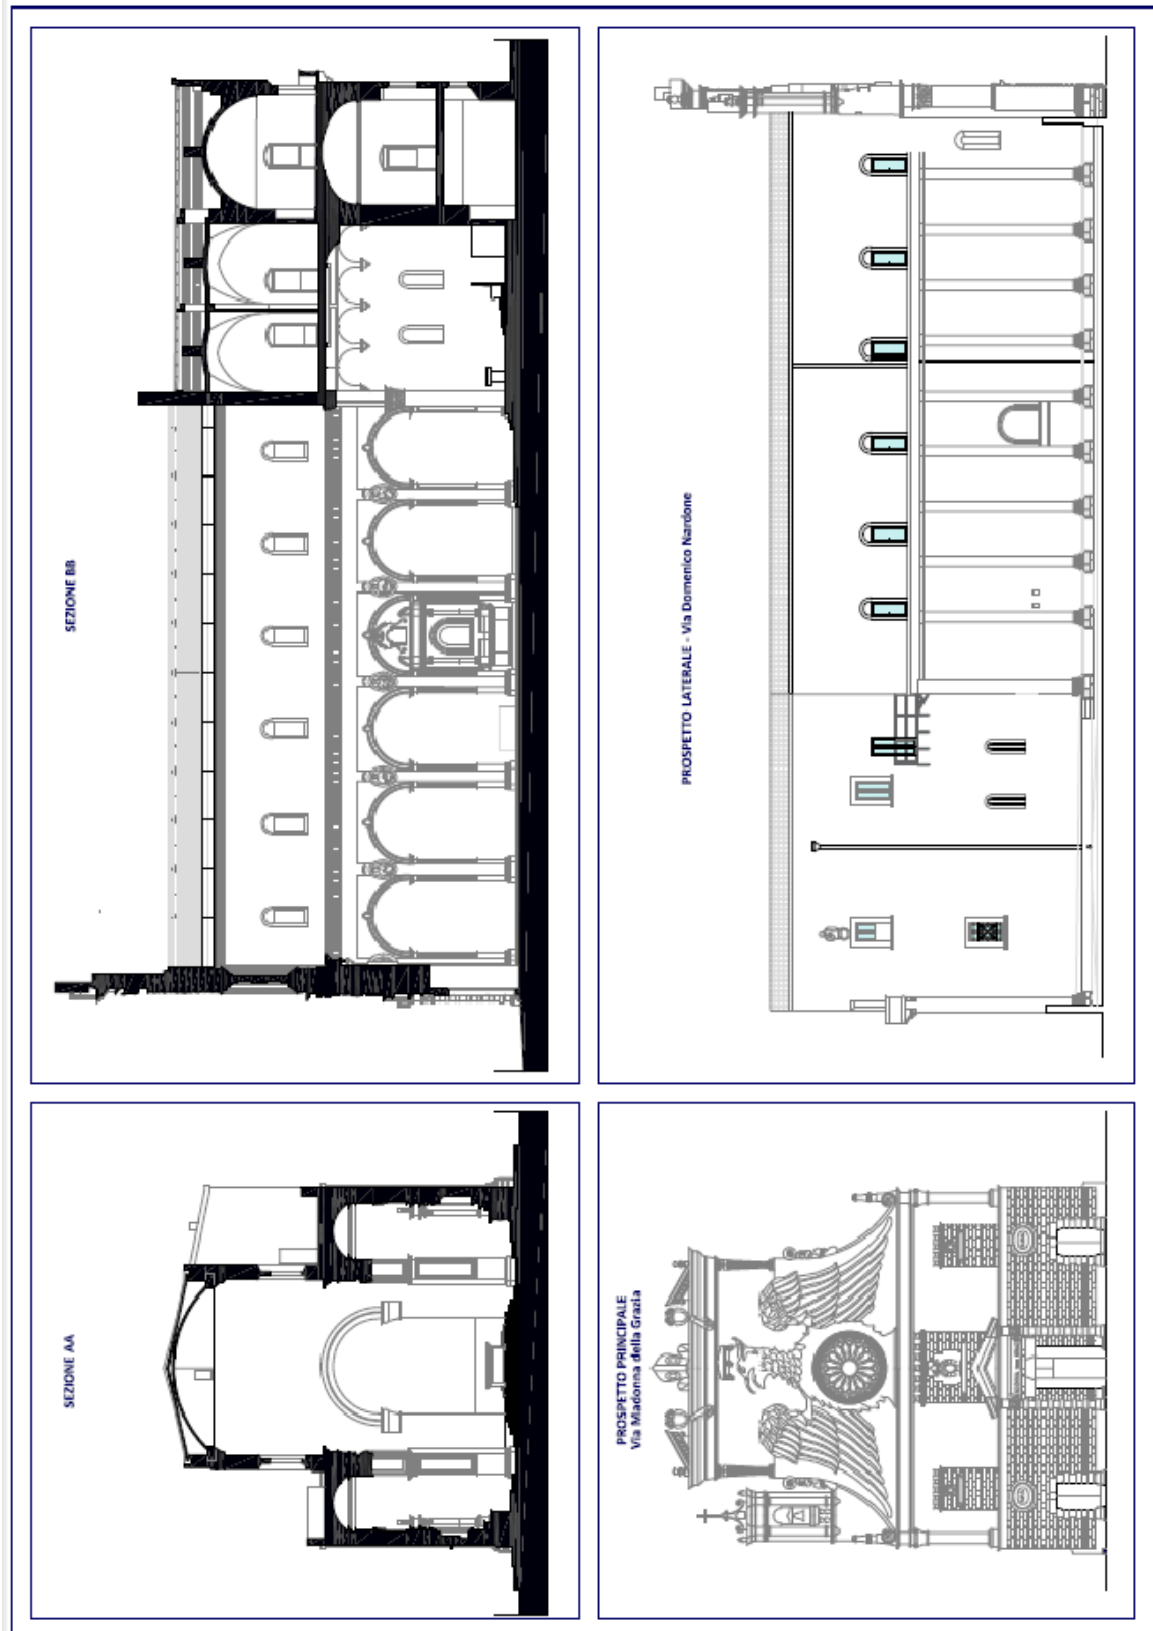 SEZIONE BB
PROSPETTO LATERALE - Via Domenico Nardone
SEZIONE AA
PROSPETTO PRINCIPALE
Via Madonna della Grazia